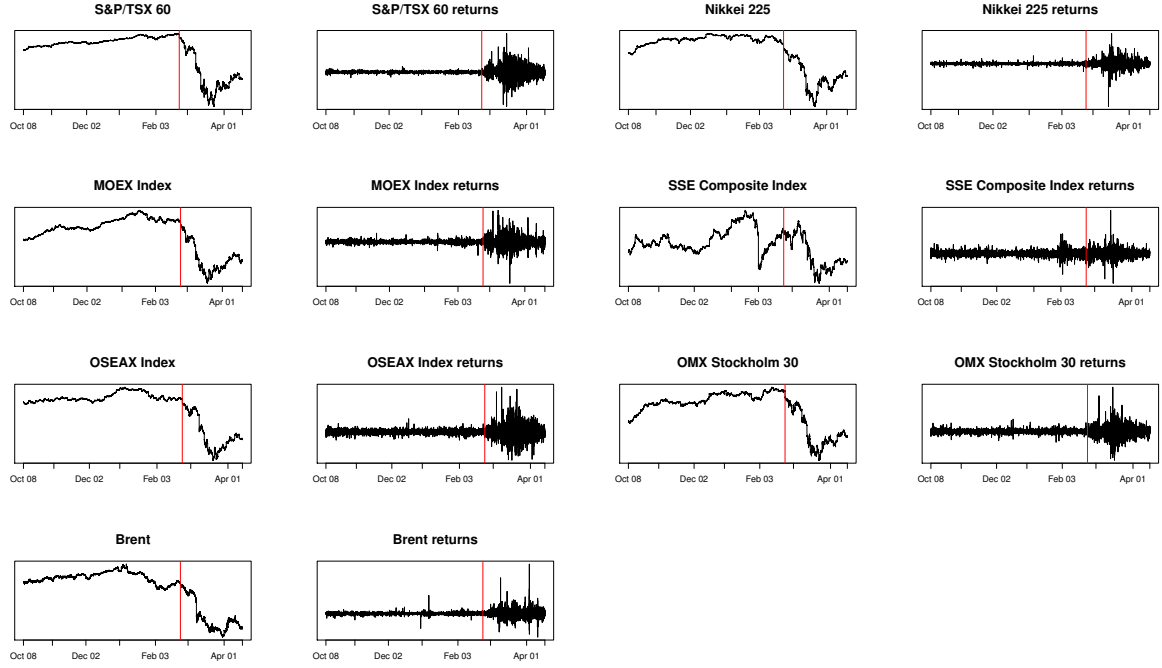 S&P/TSX 60
S&P/TSX 60 returns
Nikkei 225
Nikkei 225 returns
Oct 08 Dec 02 Feb 03 Apr 01
Oct 08 Dec 02 Feb 03 Apr 01
Oct 08 Dec 02 Feb 03 Apr 01
Oct 08 Dec 02 Feb 03 Apr 01
MOEX Index
MOEX Index returns
SSE Composite Index
SSE Composite Index returns
Oct 08 Dec 02 Feb 03 Apr 01
Oct 08 Dec 02 Feb 03 Apr 01
Oct 08 Dec 02 Feb 03 Apr 01
Oct 08 Dec 02 Feb 03 Apr 01
OSEAX Index
OSEAX Index returns
OMX Stockholm 30
OMX Stockholm 30 returns
Oct 08 Dec 02 Feb 03 Apr 01
Oct 08 Dec 02 Feb 03 Apr 01
Oct 08 Dec 02 Feb 03 Apr 01
Oct 08 Dec 02 Feb 03 Apr 01
Brent
Brent returns
Oct 08 Dec 02 Feb 03 Apr 01
Oct 08 Dec 02 Feb 03 Apr 01